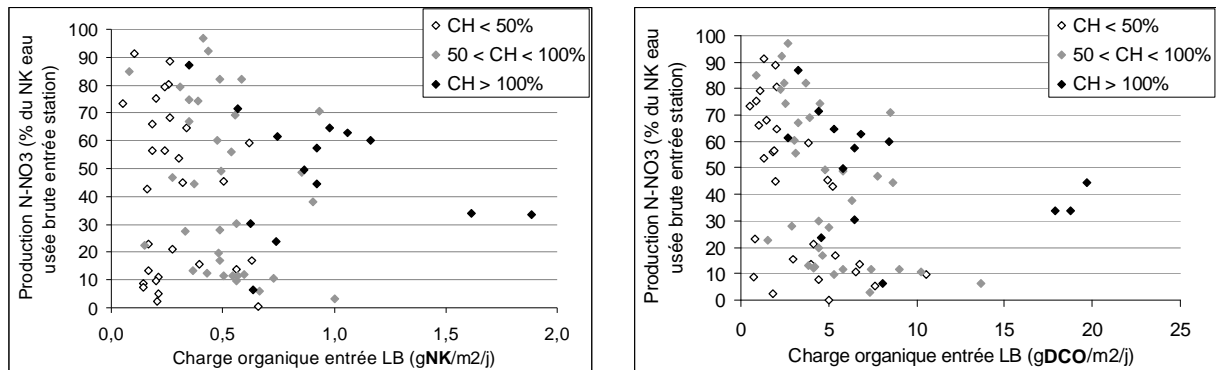 Production N-NO3 (% du NK eau
usée brute entrée station)
100
90
80
70
60
50
40
30
20
10
0
0,0
0,5
1,0
1,5
2,0
Charge organique entrée LB (gNK/m2/j)
CH < 50%
50 < CH < 100%
CH > 100%
Production N-NO3 (% du NK eau
usée brute entrée station)
100
90
80
70
60
50
40
30
20
10
0
0
5
10
15
20
25
Charge organique entrée LB (gDCO/m2/j)
CH < 50%
50 < CH < 100%
CH > 100%